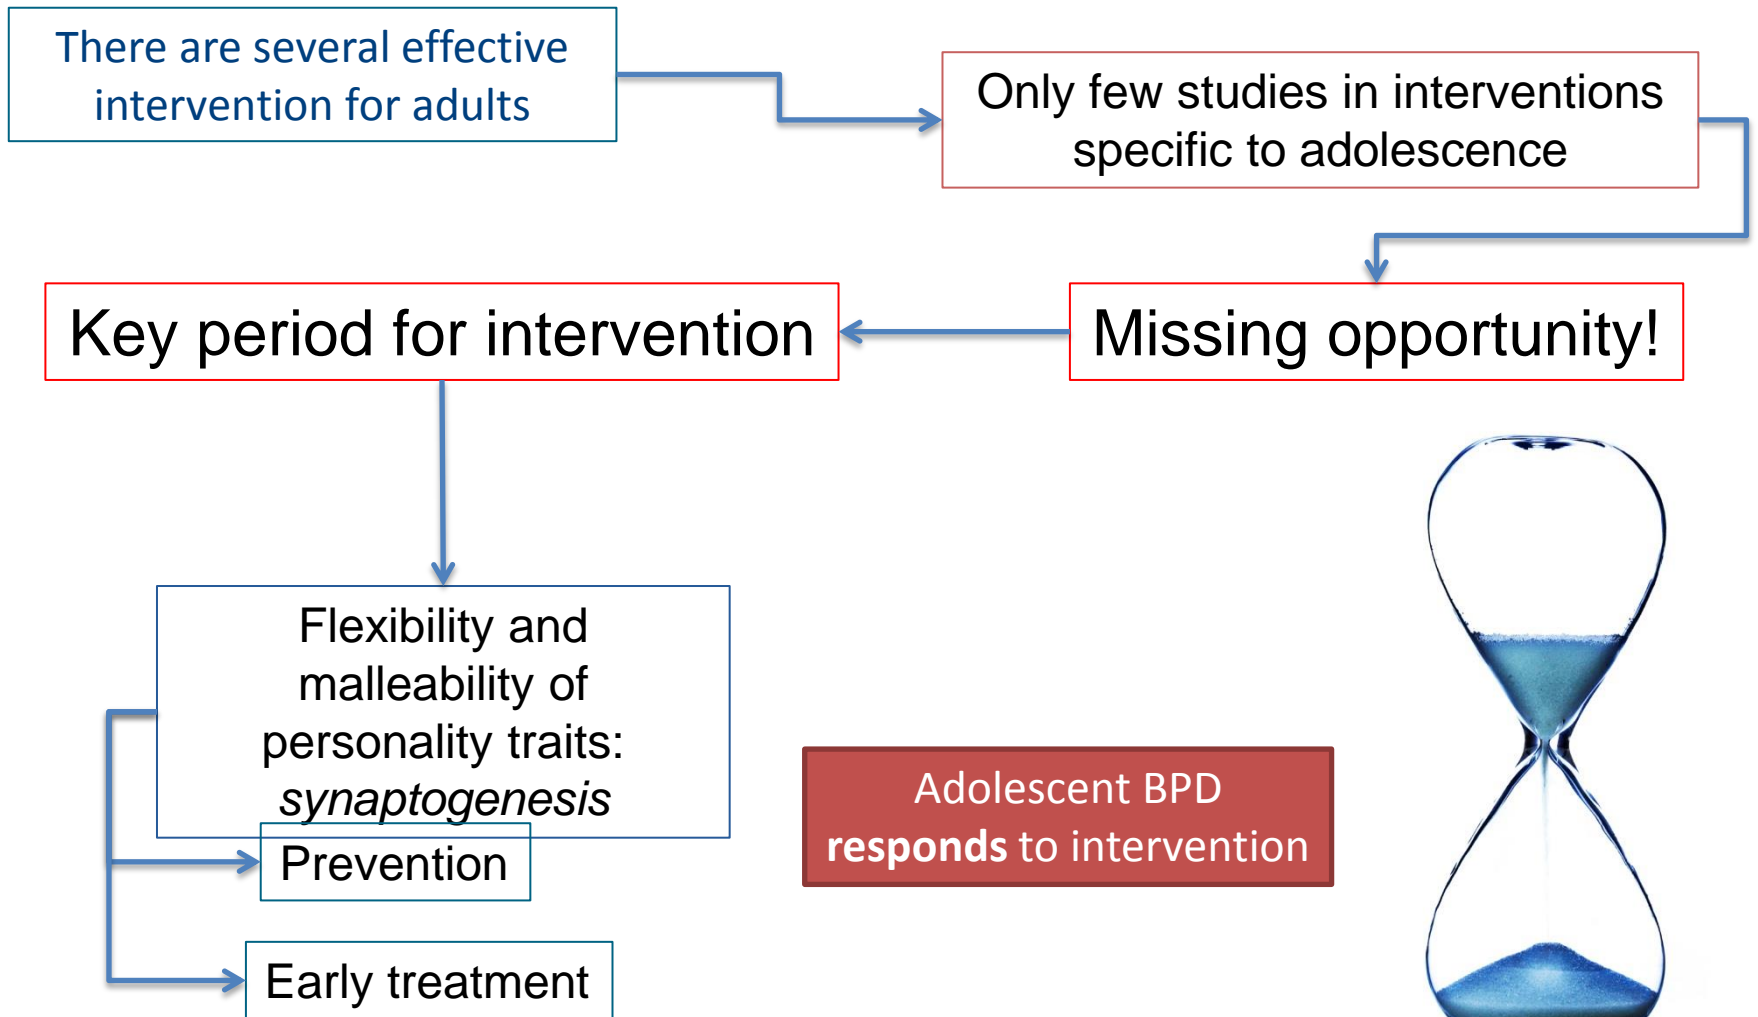 There are several effective
intervention for adults
Only few studies in interventions
specific to adolescence
Missing opportunity!
Key period for intervention
Flexibility and
malleability of
personality traits:
synaptogenesis
Prevention
Early treatment
Adolescent BPD
responds to intervention